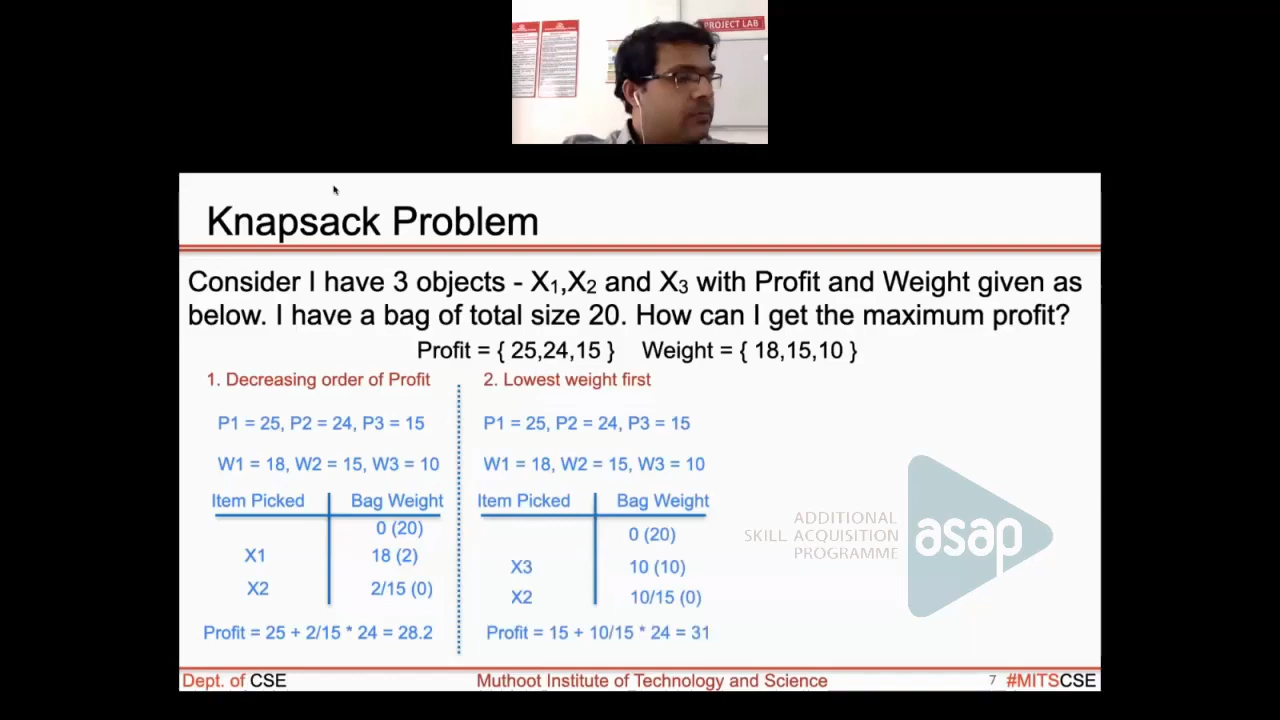 PROJECT LAB
Knapsack Problem
Consider I have 3 objects - X₁,X₂ and X₃ with Profit and Weight given as
below. I have a bag of total size 20. How can I get the maximum profit?
Profit = { 25,24,15 } Weight = { 18,15,10 }
1. Decreasing order of Profit
P1 = 25, P2 = 24, P3 = 15
W1 = 18, W2 = 15, W3 = 10
Item Picked Bag Weight
0 (20)
X1 18 (2)
X2 2/15 (0)
Profit = 25 + 2/15 * 24 = 28.2
2. Lowest weight first
P1 = 25, P2 = 24, P3 = 15
W1 = 18, W2 = 15, W3 = 10
Item Picked Bag Weight
0 (20)
X3 10 (10)
X2 10/15 (0)
Profit = 15 + 10/15 * 24 = 31
ADDITIONAL
SKILL ACQUISITION
PROGRAMME
asap
Dept. of CSE Muthoot Institute of Technology and Science 7 #MITSCSE